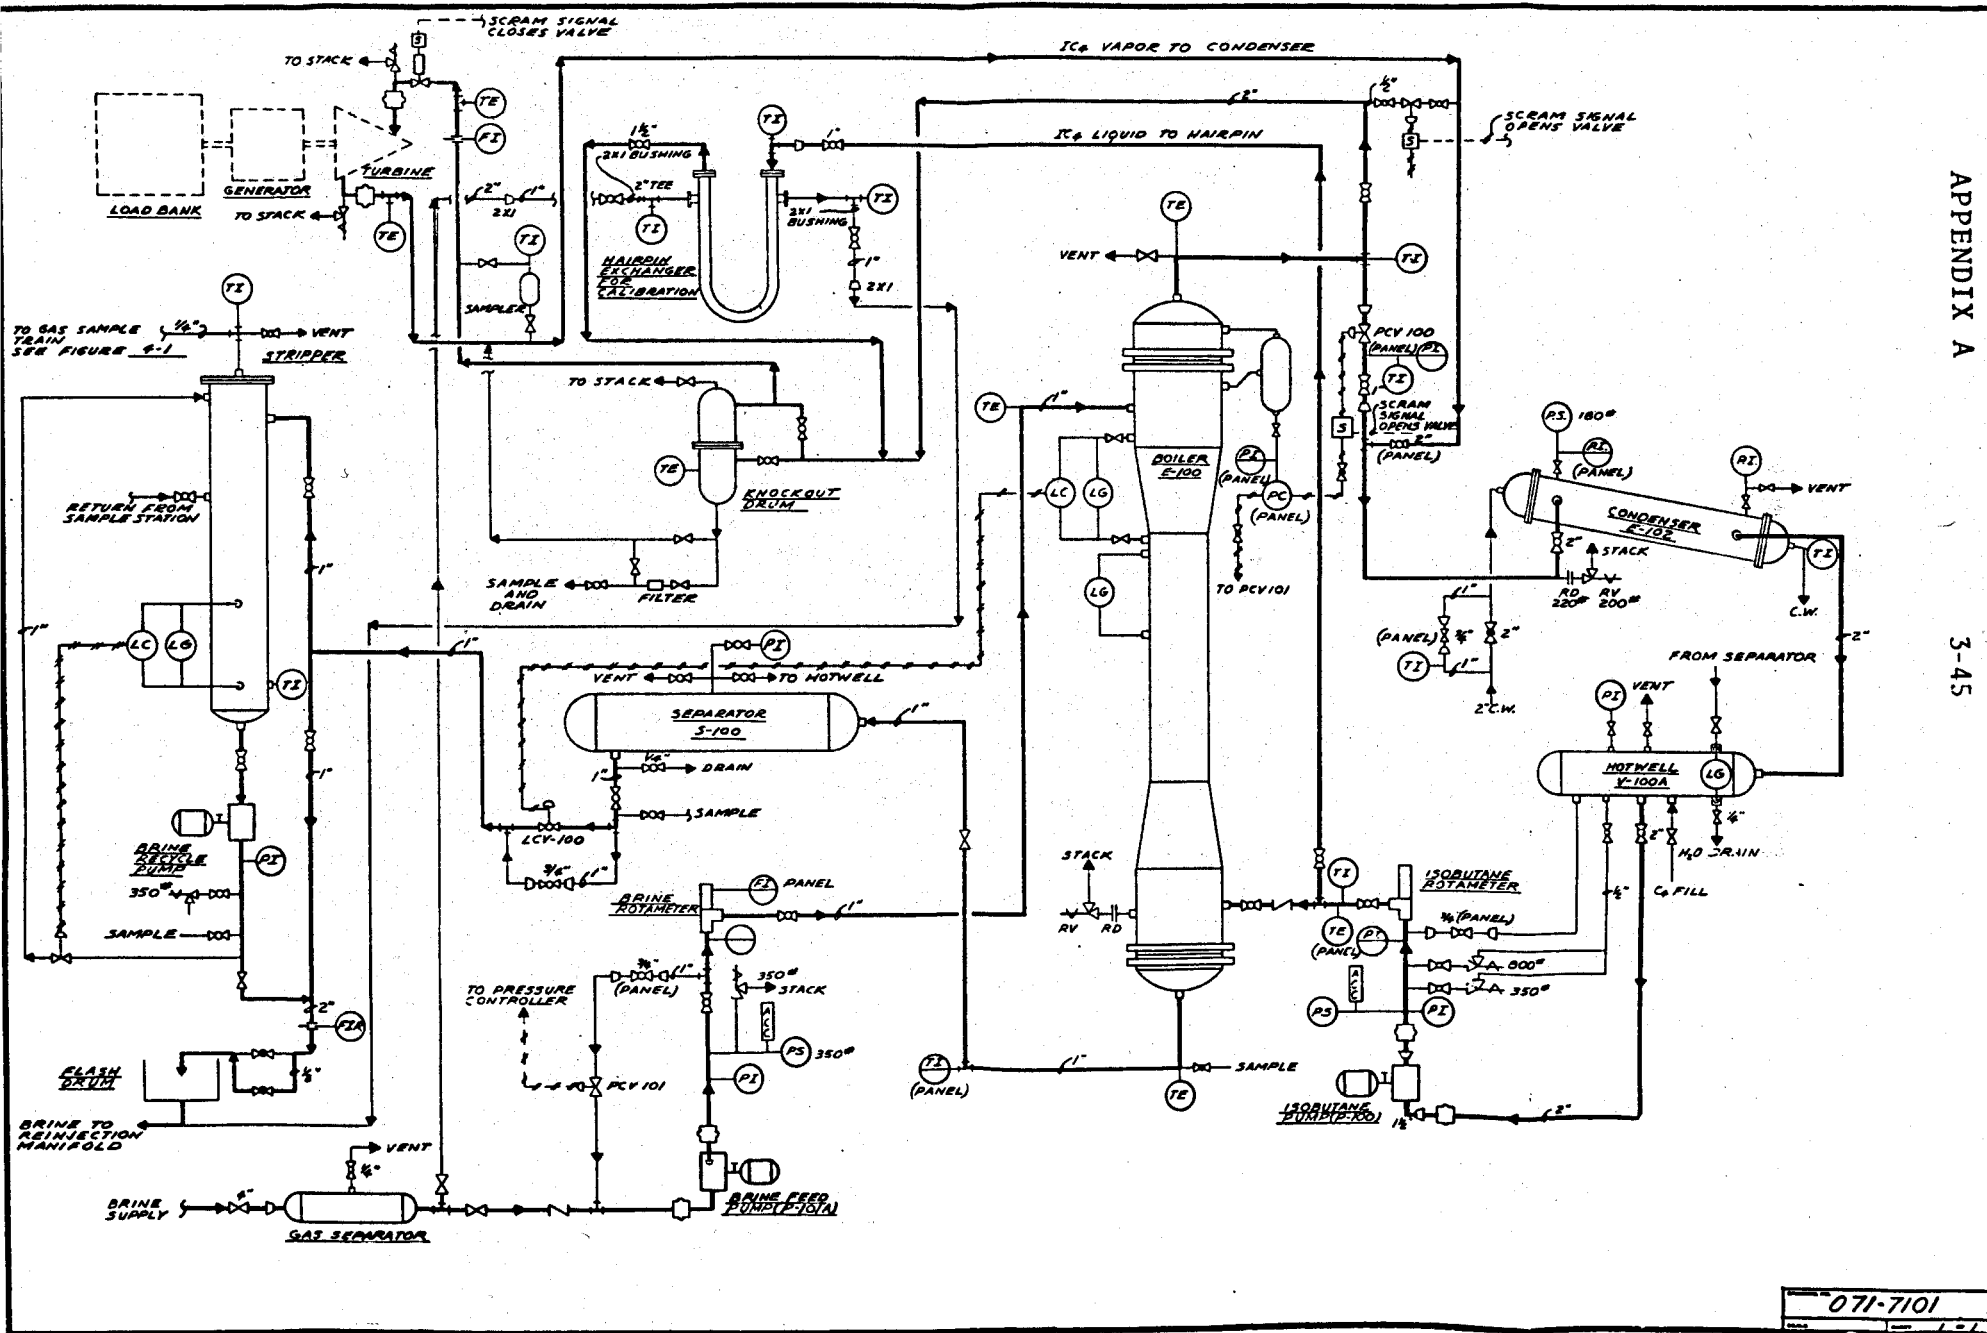 SCRAM SIGNAL
CLOSES VALVE
S
TO STACK
TE
FI
LOAD BANK
GENERATOR
TURBINE
TO STACK
TE
IC4 VAPOR TO CONDENSER
2"
1/2"
SCRAM SIGNAL
OPENS VALVE
S
IC4 LIQUID TO HAIRPIN
TI
1"
1 1/2"
2X1 BUSHING
2" TEE
TI
TI
2X1
BUSHING
1"
2X1
HAIRPIN
EXCHANGER
FOR
CALIBRATION
2"
1"
2X1
TI
SAMPLER
APPENDIX A
3-45
TI
TO GAS SAMPLE
TRAIN
SEE FIGURE 4-1
1/4"
VENT
STRIPPER
RETURN FROM
SAMPLE STATION
1"
LC
LG
TI
1"
1"
BRINE
RECYCLE
PUMP
PI
350#
SAMPLE
2"
FIR
FLASH
DRUM
BRINE TO
REINJECTION
MANIFOLD
BRINE
SUPPLY
4"
VENT
1/4"
GAS SEPARATOR
TO STACK
TE
KNOCKOUT
DRUM
SAMPLE
AND
DRAIN
FILTER
1"
PI
VENT
TO HOTWELL
SEPARATOR
S-100
1"
1/4"
DRAIN
1"
SAMPLE
LCV-100
3/4"
1"
BRINE
ROTAMETER
FI
PANEL
1"
3/4"
1"
(PANEL)
TO PRESSURE
CONTROLLER
PCV 101
350#
STACK
ACC
PS
350#
PI
BRINE FEED
PUMP (P-101A)
TE
VENT
TI
TE
1"
BOILER
E-100
LC
LG
LG
PI
(PANEL)
PC
(PANEL)
TO PCV101
PCV 100
(PANEL)
PI
TI
1"
SCRAM
SIGNAL
OPENS VALVE
S
2"
(PANEL)
P.S.
180#
P.I.
(PANEL)
P.I.
VENT
CONDENSER
E-102
2"
STACK
RD
220#
RV
200#
TI
C.W.
1"
(PANEL)
3/4"
2"
TI
1"
2" C.W.
2"
FROM SEPARATOR
PI
VENT
HOTWELL
V-100A
LG
1/4"
2"
H2O DRAIN
C4 FILL
1/2"
STACK
RV
RD
TI
TE
(PANEL)
ISOBUTANE
ROTAMETER
3/4 (PANEL)
350#
ACC
PS
PI
ISOBUTANE
PUMP (P-100)
1 1/2
2"
TI
(PANEL)
1"
SAMPLE
TE
071-7101